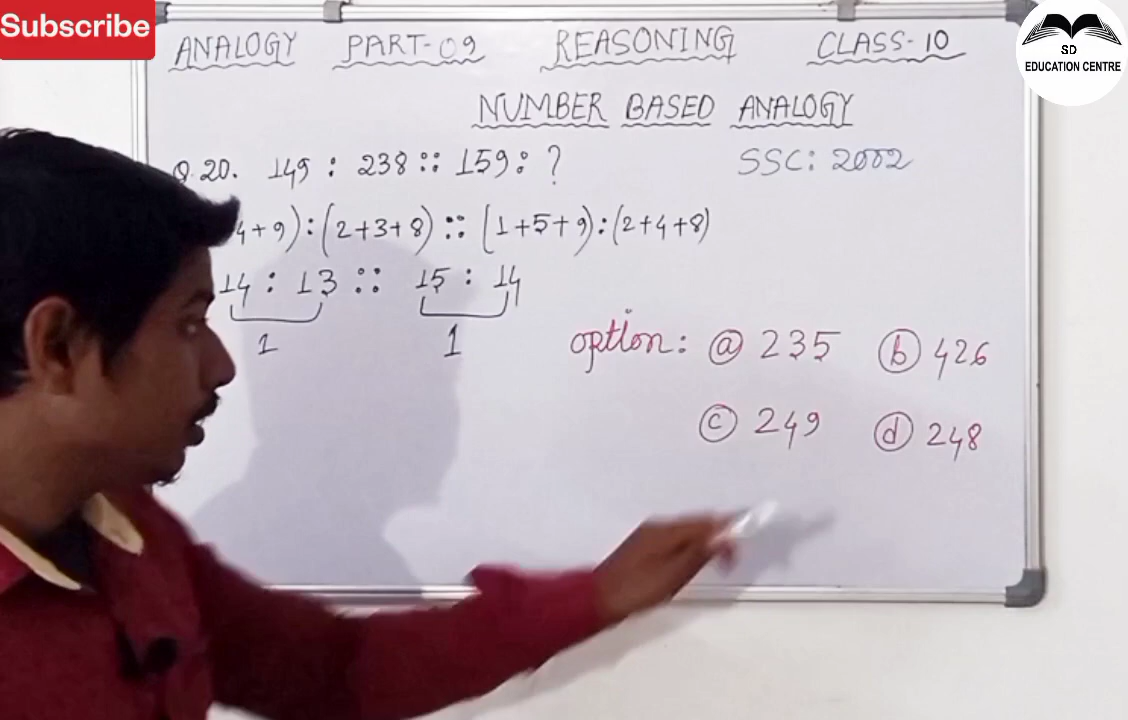 Subscribe
ANALOGY PART-09 REASONING CLASS-10
SD
EDUCATION CENTRE
NUMBER BASED ANALOGY
Q.20. 149 : 238 :: 159 : ?
SSC: 2002
4+9) : (2+3+8) :: (1+5+9) : (2+4+8)
14 : 13 :: 15 : 14
1 1
option: (a) 235 (b) 426
(c) 249 (d) 248